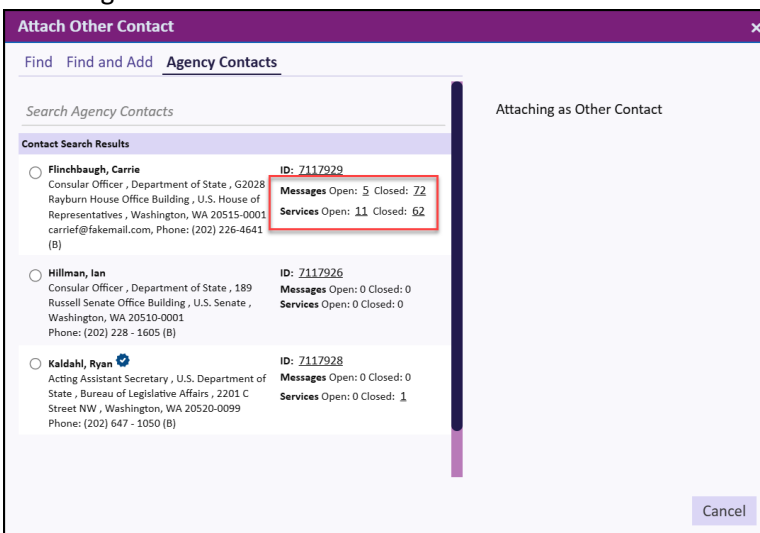 Attach Other Contact ×
Find Find and Add Agency Contacts
Search Agency Contacts
Attaching as Other Contact
Contact Search Results
Flinchbaugh, Carrie
Consular Officer , Department of State , G2028
Rayburn House Office Building , U.S. House of
Representatives , Washington, WA 20515-0001
carrief@fakemail.com, Phone: (202) 226-4641
(B)
ID: 7117929
Messages Open: 5 Closed: 72
Services Open: 11 Closed: 62
Hillman, Ian
Consular Officer , Department of State , 189
Russell Senate Office Building , U.S. Senate ,
Washington, WA 20510-0001
Phone: (202) 228 - 1605 (B)
ID: 7117926
Messages Open: 0 Closed: 0
Services Open: 0 Closed: 0
Kaldahl, Ryan
Acting Assistant Secretary , U.S. Department of
State , Bureau of Legislative Affairs , 2201 C
Street NW , Washington, WA 20520-0099
Phone: (202) 647 - 1050 (B)
ID: 7117928
Messages Open: 0 Closed: 0
Services Open: 0 Closed: 1
Cancel